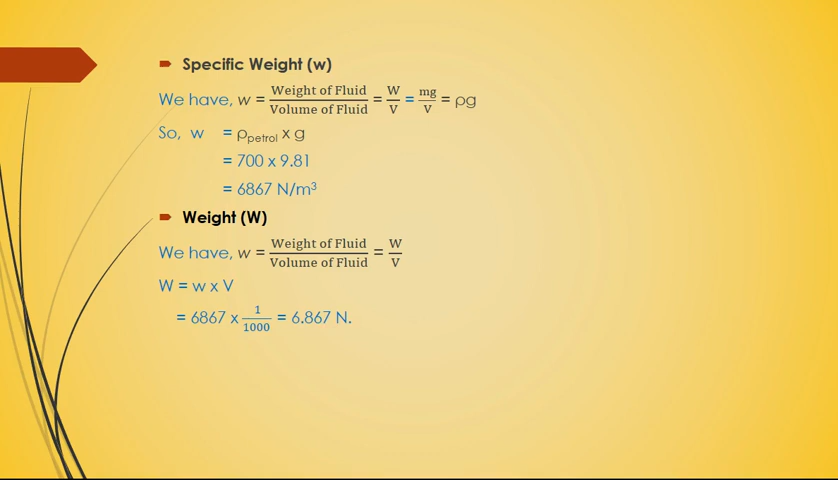 Specific Weight (w)
We have, w = Weight of Fluid / Volume of Fluid = W / V = mg / V = ρg
So, w = ρpetrol x g
= 700 x 9.81
= 6867 N/m³
Weight (W)
We have, w = Weight of Fluid / Volume of Fluid = W / V
W = w x V
= 6867 x 1 / 1000 = 6.867 N.